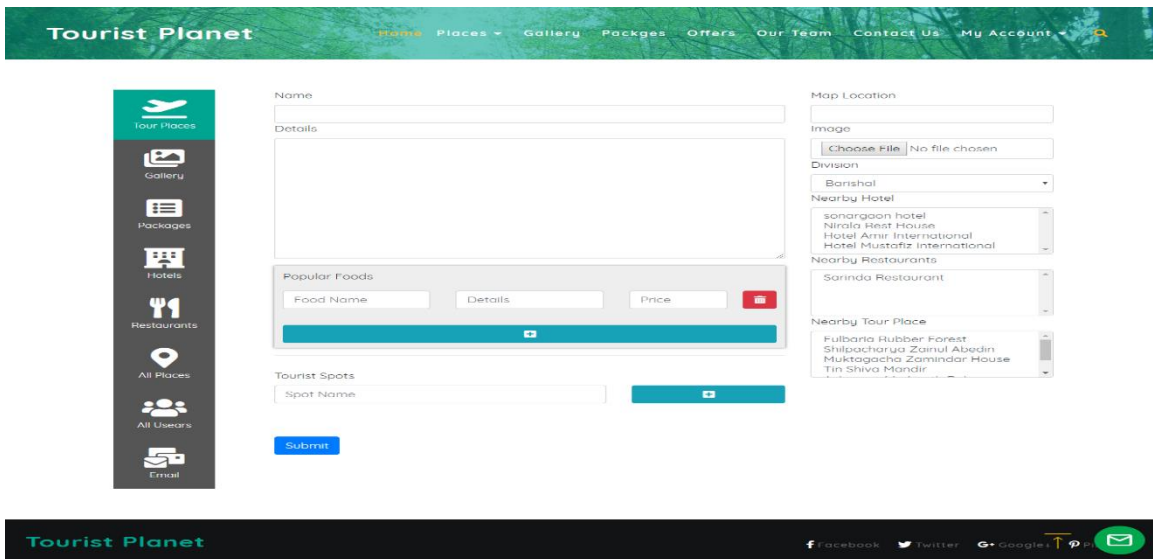 Tourist Planet
Home Places Gallery Packges Offers Our Team Contact Us My Account
Tour Places
Gallery
Packages
Hotels
Restaurants
All Places
All Usears
Email
Name
Details
Popular Foods
Food Name Details Price
Tourist Spots
Spot Name
Submit
Map Location
Image
Choose File No file chosen
Division
Barishal
Nearby Hotel
sonargaon hotel
Nirala Rest House
Hotel Amir International
Hotel Mustafiz International
Nearby Restaurants
Sarinda Restaurant
Nearby Tour Place
Fulbaria Rubber Forest
Shilpacharya Zainul Abedin
Muktagacha Zamindar House
Tin Shiva Mandir
Tourist Planet
Facebook Twitter Google+